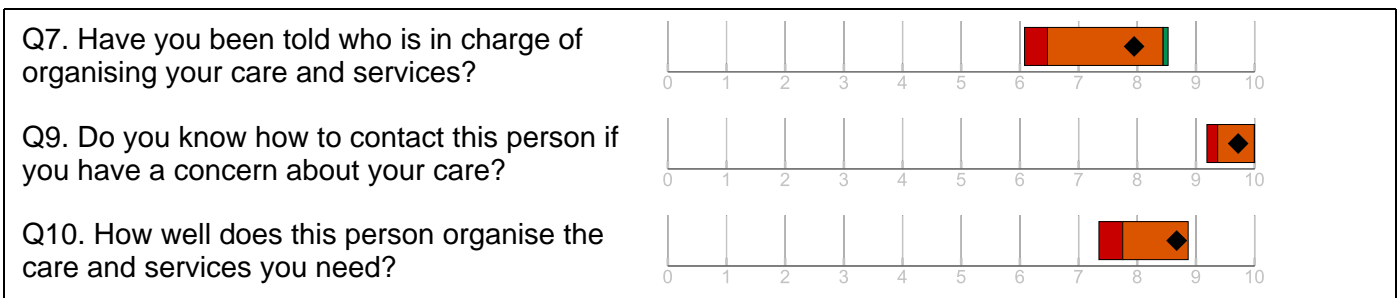 Q7. Have you been told who is in charge of
organising your care and services?
0 1 2 3 4 5 6 7 8 9 10
Q9. Do you know how to contact this person if
you have a concern about your care?
0 1 2 3 4 5 6 7 8 9 10
Q10. How well does this person organise the
care and services you need?
0 1 2 3 4 5 6 7 8 9 10